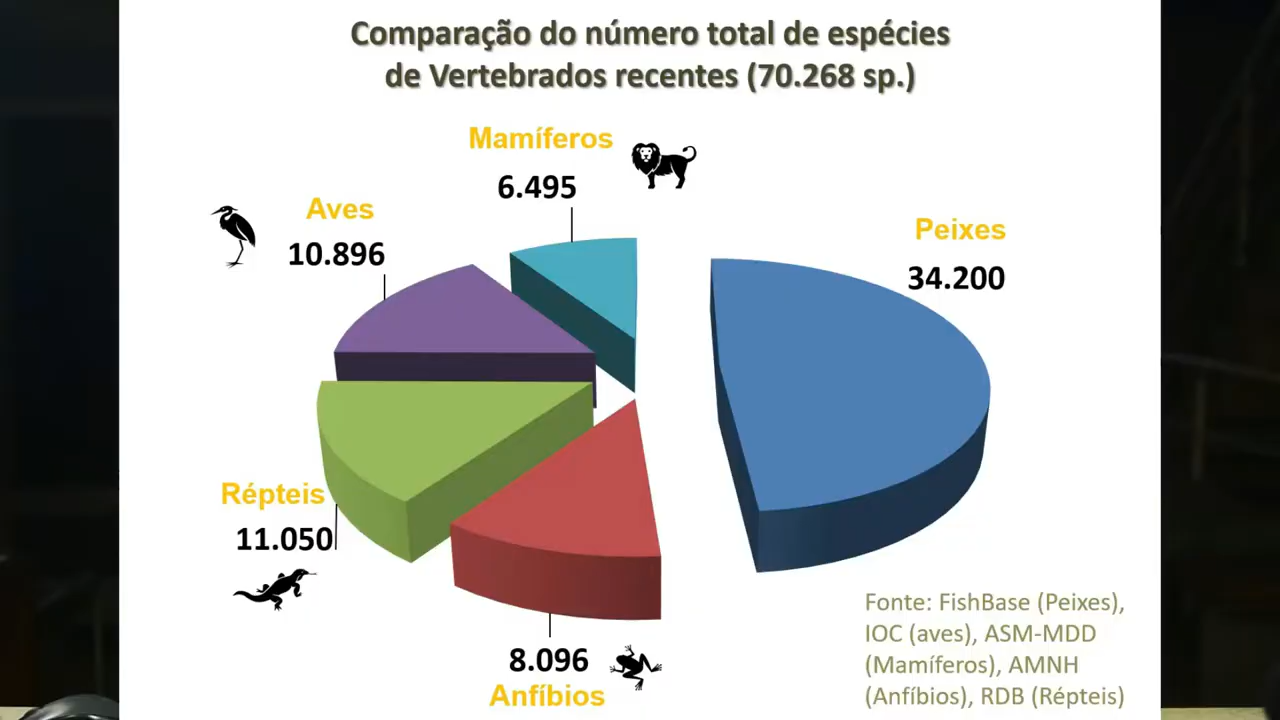 Comparação do número total de espécies
de Vertebrados recentes (70.268 sp.)
Mamíferos
6.495
Aves
10.896
Peixes
34.200
Répteis
11.050
8.096
Anfíbios
Fonte: FishBase (Peixes),
IOC (aves), ASM-MDD
(Mamíferos), AMNH
(Anfíbios), RDB (Répteis)